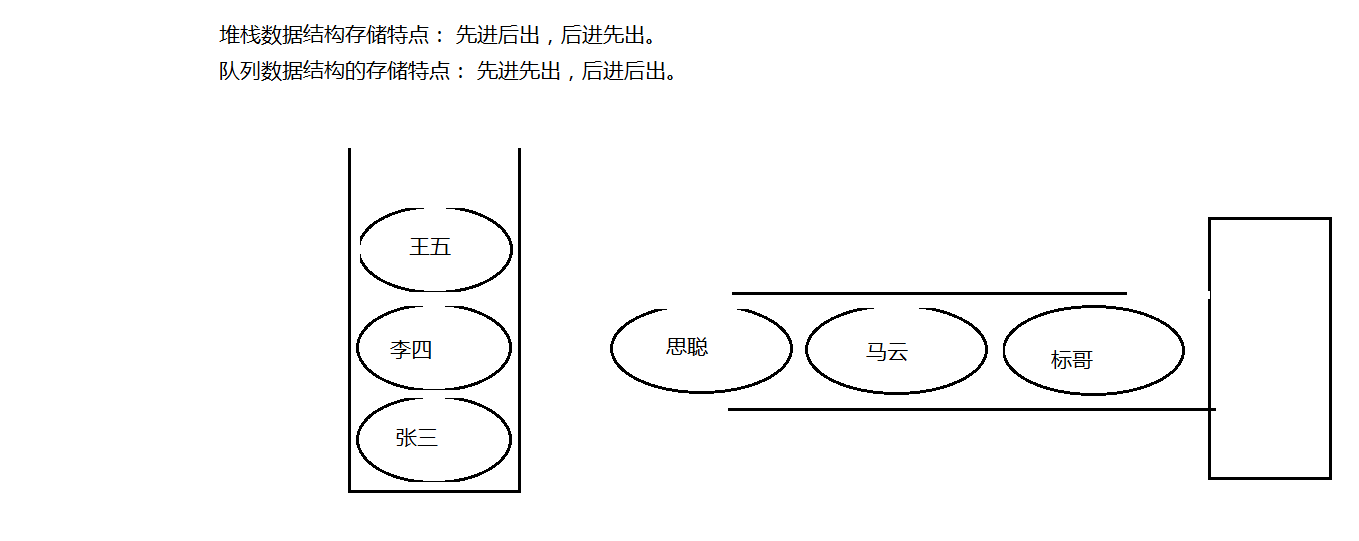 堆栈数据结构存储特点： 先进后出，后进先出。
队列数据结构的存储特点： 先进先出，后进后出。
王五
李四
张三
思聪
马云
标哥